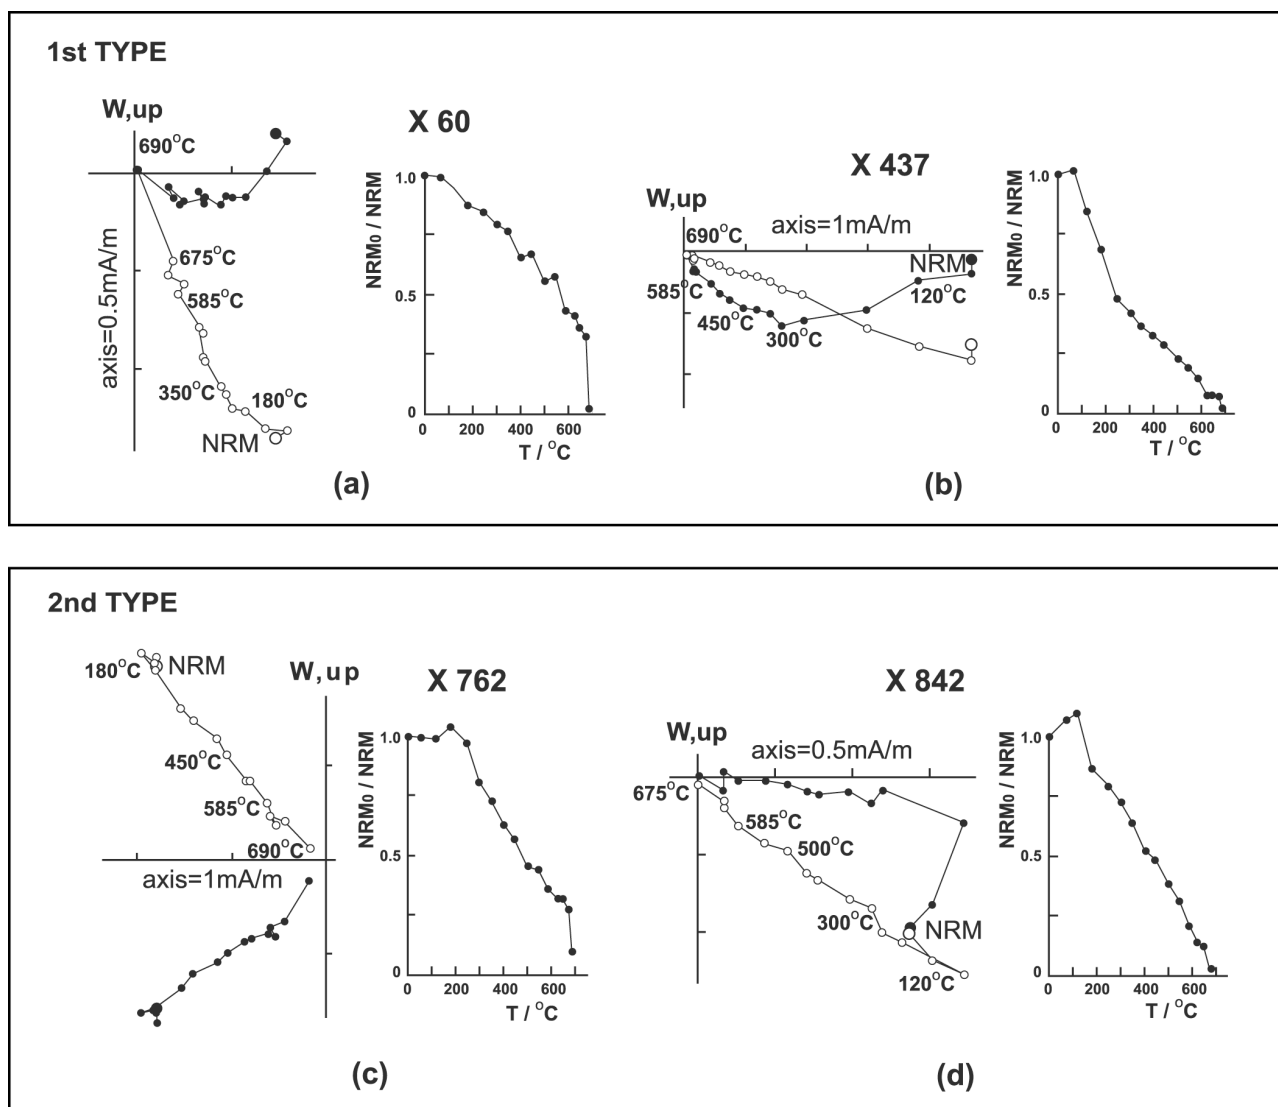 1st TYPE
W,up
X 60
690°C
675°C
585°C
350°C
180°C
NRM
axis=0.5mA/m
NRM₀ / NRM
1.0
0.5
0
0 200 400 600
T / °C
(a)
X 437
W,up
axis=1mA/m
690°C
NRM
585°C
120°C
450°C
300°C
NRM₀ / NRM
1.0
0.5
0
0 200 400 600
T / °C
(b)
2nd TYPE
180°C
NRM
W,up
X 762
450°C
585°C
690°C
axis=1mA/m
NRM₀ / NRM
1.0
0.5
0
0 200 400 600
T / °C
(c)
X 842
W,up
axis=0.5mA/m
675°C
585°C
500°C
300°C
NRM
120°C
NRM₀ / NRM
1.0
0.5
0
0 200 400 600
T / °C
(d)